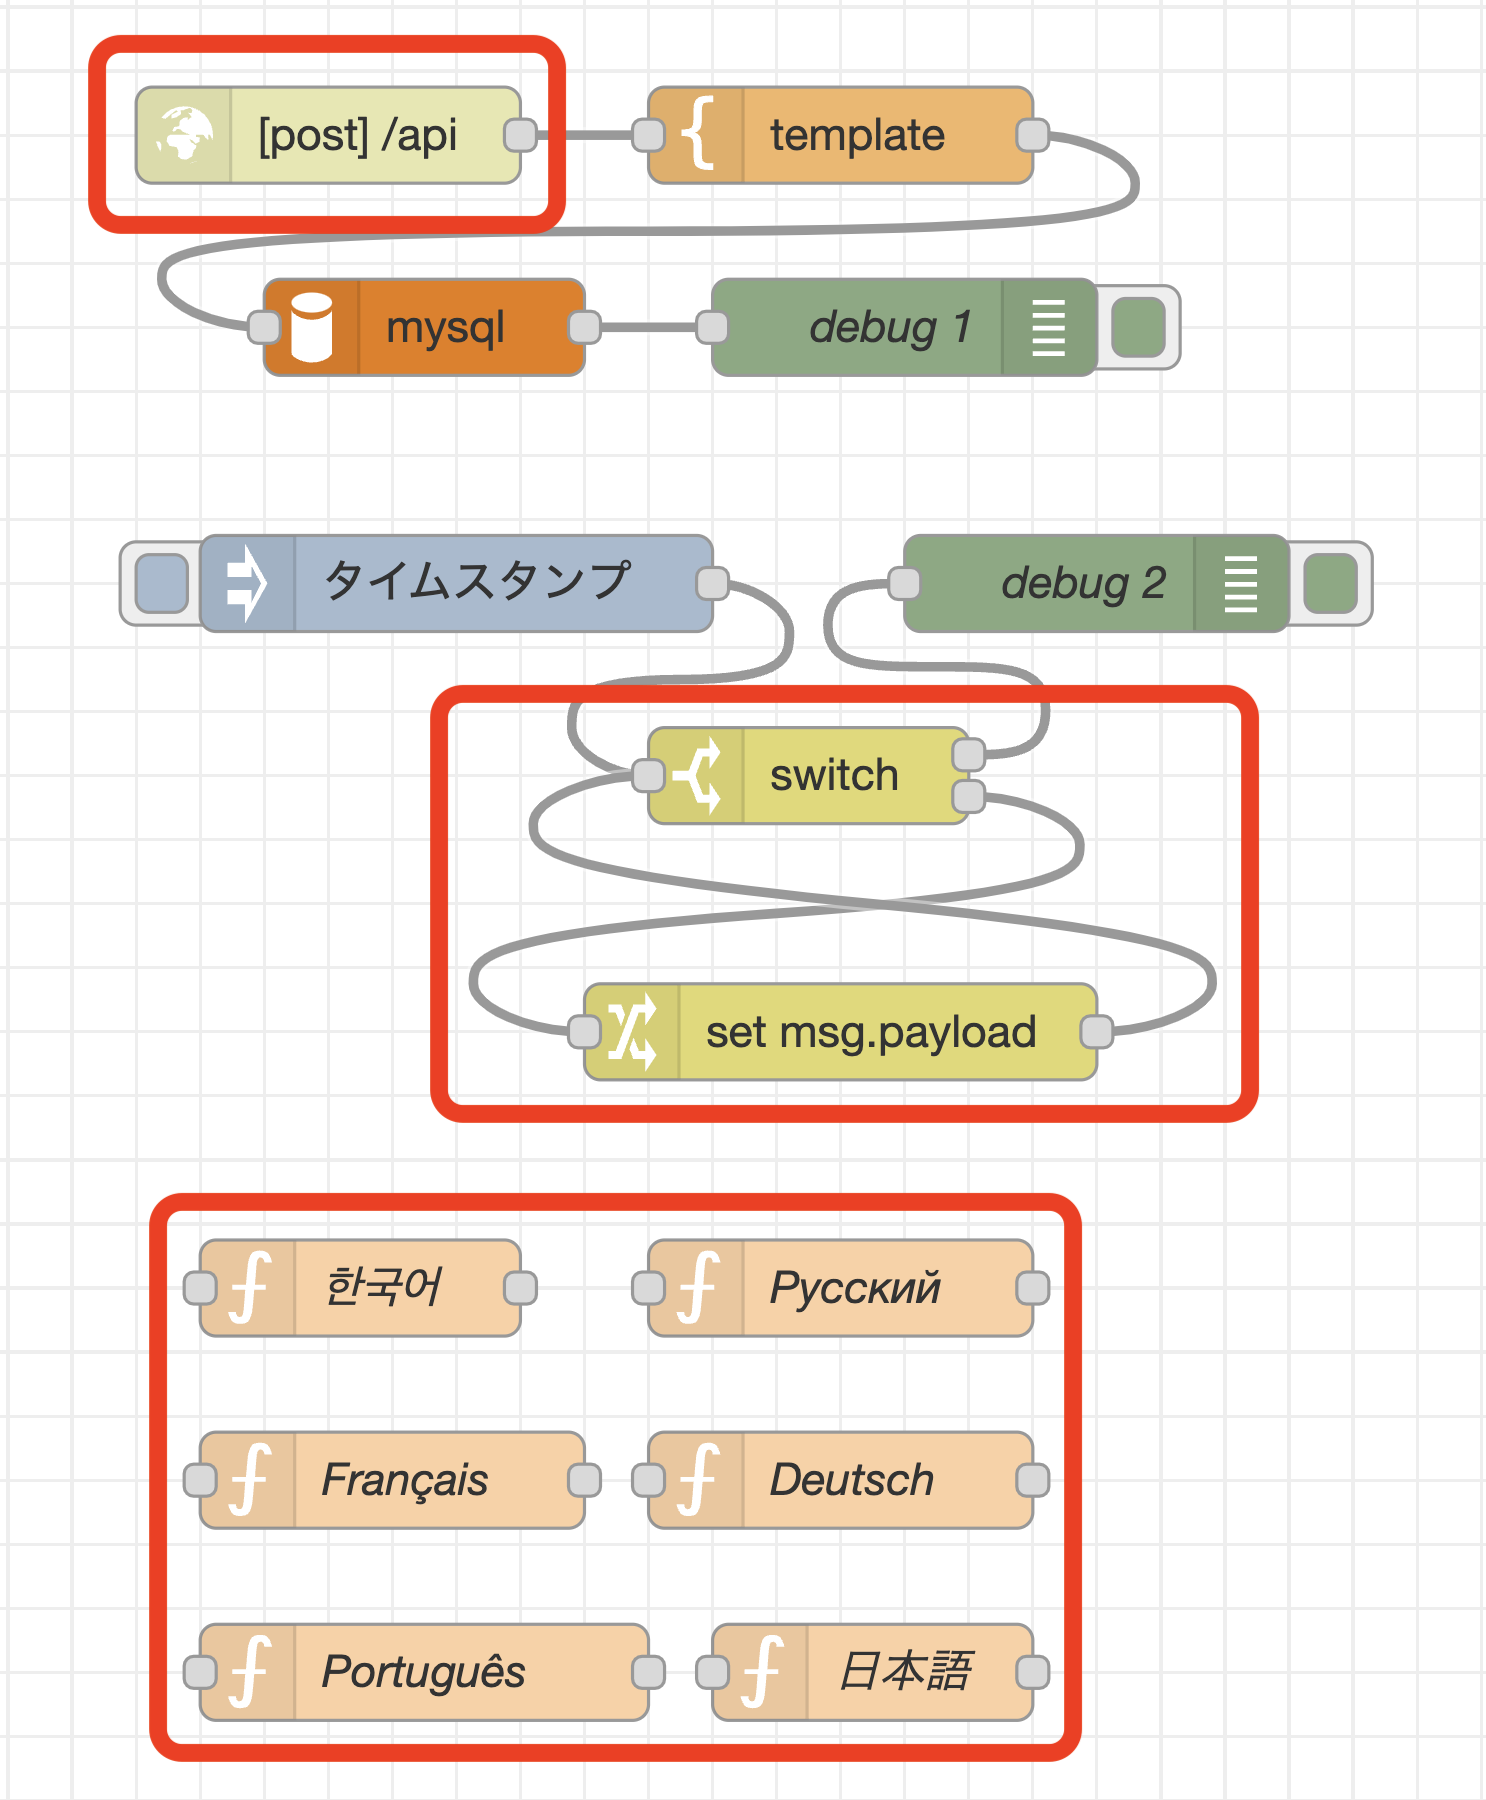 [post] /api
template
mysql
debug 1
タイムスタンプ
debug 2
switch
set msg.payload
한국어
Русский
Français
Deutsch
Português
日本語